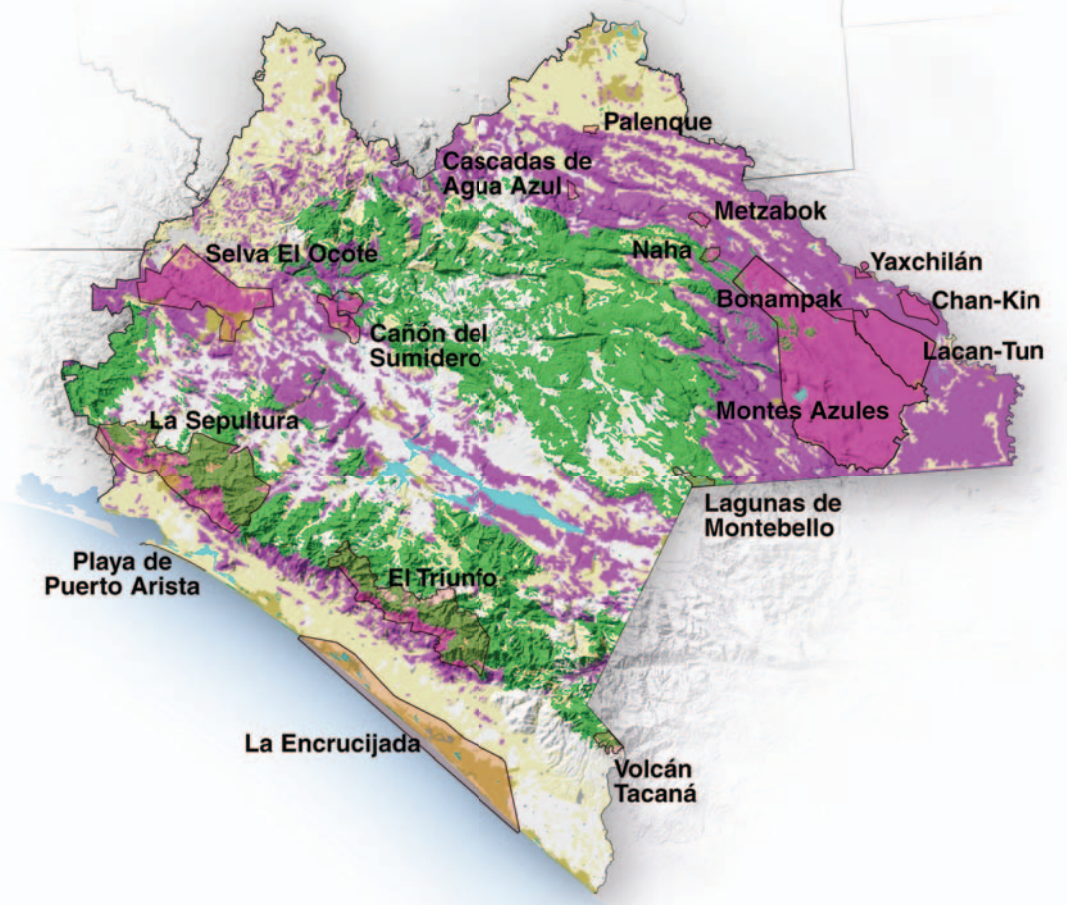 Palenque
Cascadas de
Agua Azul
Metzabok
Naha
Selva El Ocote
Yaxchilán
Bonampak
Chan-Kin
Cañón del
Sumidero
Lacan-Tun
Montes Azules
La Sepultura
Lagunas de
Montebello
Playa de
Puerto Arista
El Triunfo
La Encrucijada
Volcán
Tacaná